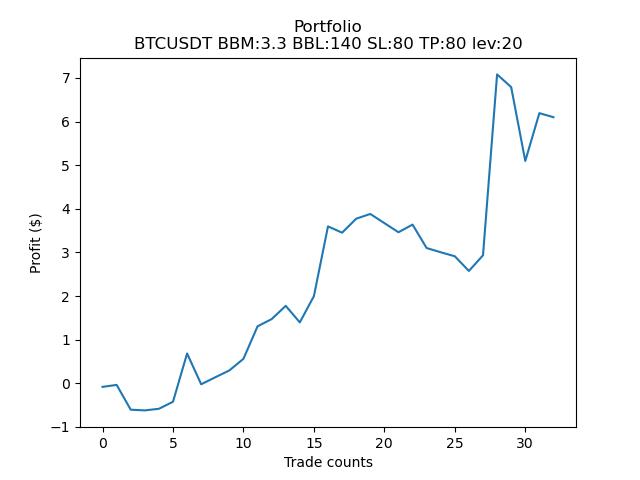 Portfolio
BTCUSDT BBM:3.3 BBL:140 SL:80 TP:80 lev:20
Profit ($)
7
6
5
4
3
2
1
0
−1
0 5 10 15 20 25 30
Trade counts